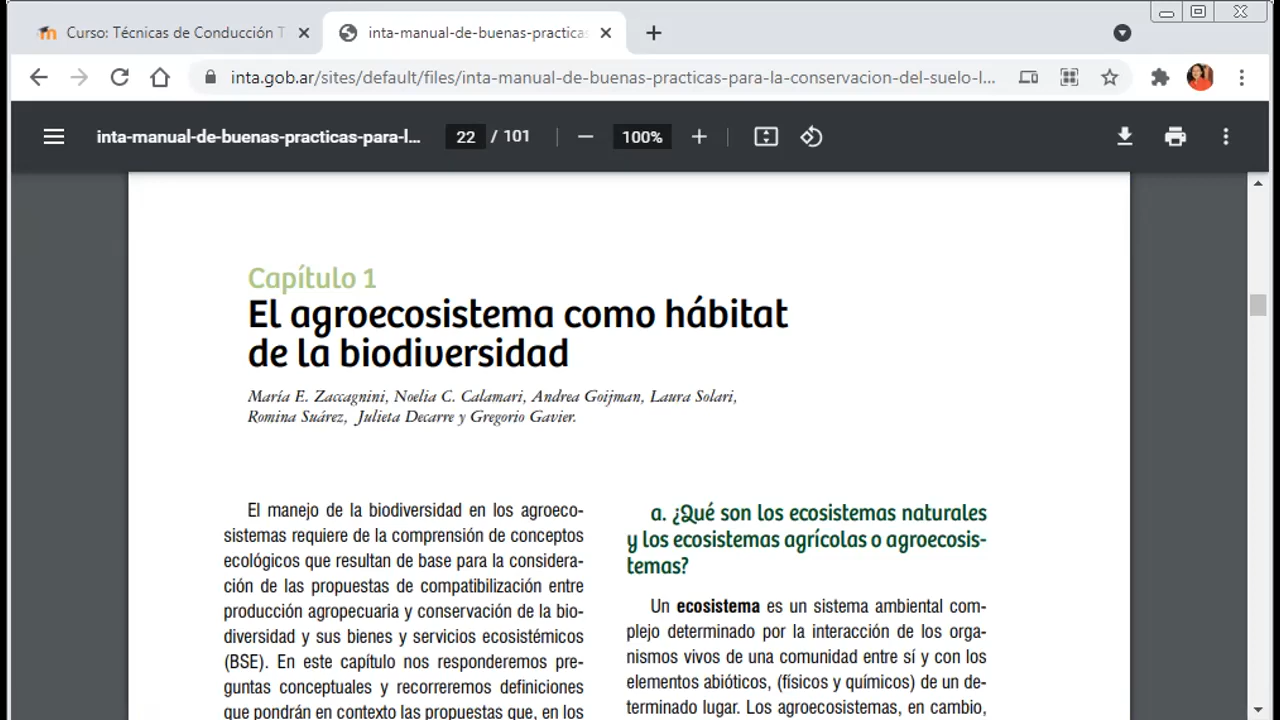 Curso: Técnicas de Conducción T
inta-manual-de-buenas-practicas
inta.gob.ar/sites/default/files/inta-manual-de-buenas-practicas-para-la-conservacion-del-suelo-l...
inta-manual-de-buenas-practicas-para-l... 22 / 101 100%
Capítulo 1
El agroecosistema como hábitat
de la biodiversidad
María E. Zaccagnini, Noelia C. Calamari, Andrea Goijman, Laura Solari,
Romina Suárez, Julieta Decarre y Gregorio Gavier.
El manejo de la biodiversidad en los agroeco-
sistemas requiere de la comprensión de conceptos
ecológicos que resultan de base para la considera-
ción de las propuestas de compatibilización entre
producción agropecuaria y conservación de la bio-
diversidad y sus bienes y servicios ecosistémicos
(BSE). En este capítulo nos responderemos pre-
guntas conceptuales y recorreremos definiciones
que pondrán en contexto las propuestas que, en los
a. ¿Qué son los ecosistemas naturales
y los ecosistemas agrícolas o agroecosis-
temas?
Un ecosistema es un sistema ambiental com-
plejo determinado por la interacción de los orga-
nismos vivos de una comunidad entre sí y con los
elementos abióticos, (físicos y químicos) de un de-
terminado lugar. Los agroecosistemas, en cambio,